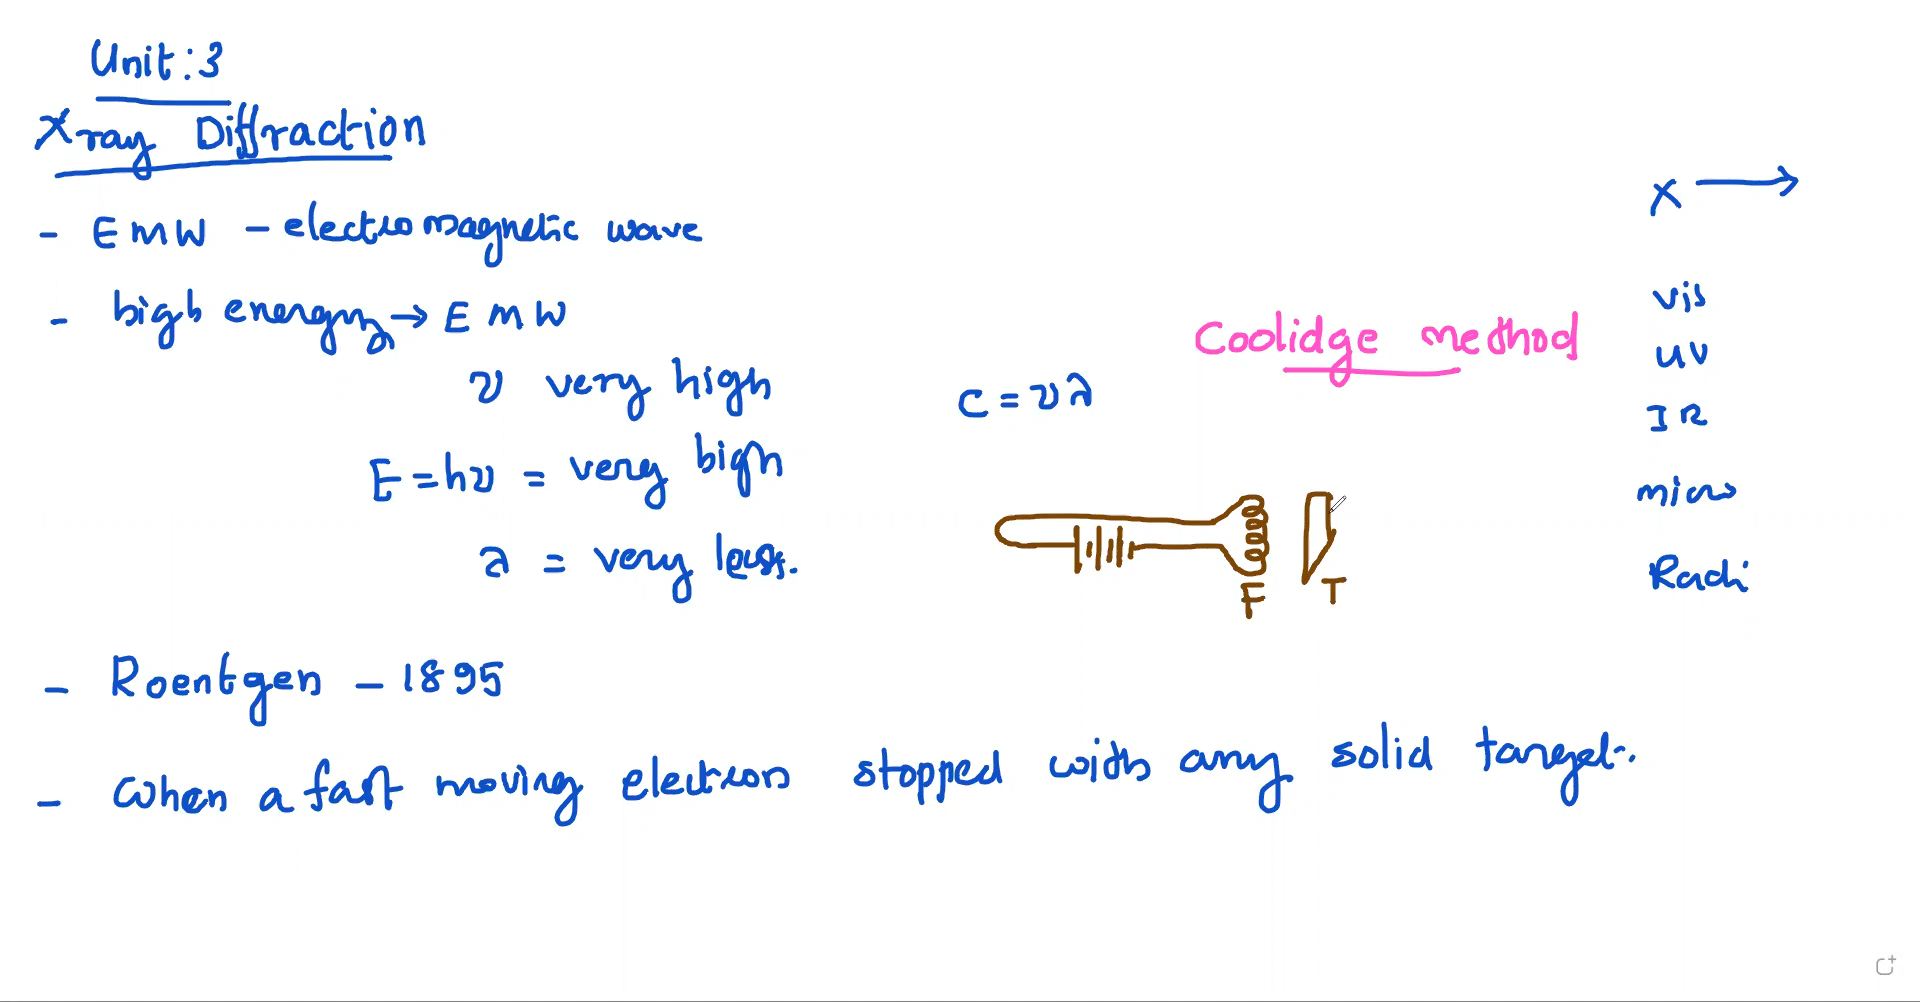 Unit:3
Xray Diffraction
- EMW - electromagnetic wave
- high energy → EMW
ν very high
E = hν = very high
λ = very less.
- Roentgen - 1895
- When a fast moving electron stopped with any solid target.
C = νλ
Coolidge method
F
T
X →
Vis
UV
IR
micro
Radi